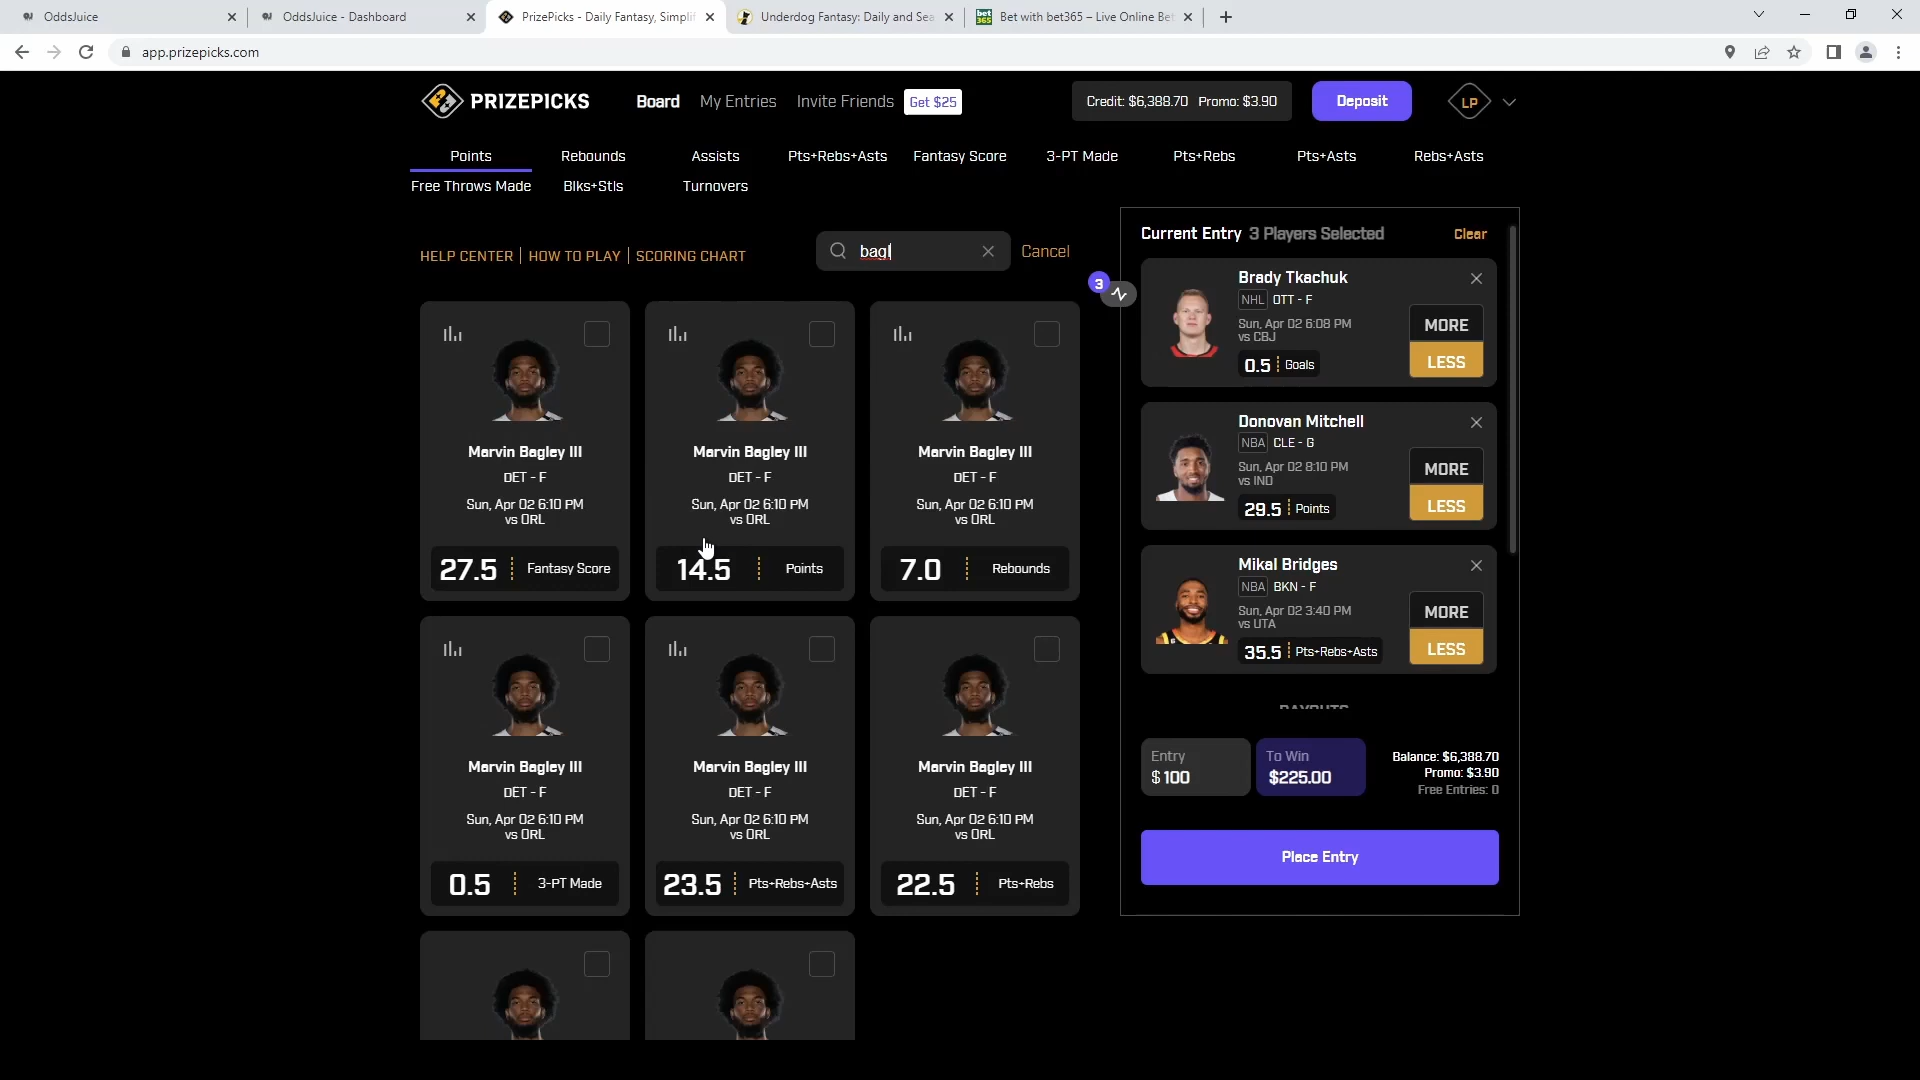 OddsJuice
OddsJuice - Dashboard
PrizePicks - Daily Fantasy, Simplif
Underdog Fantasy: Daily and Sea
Bet with bet365 – Live Online Bet
app.prizepicks.com
PRIZEPICKS
Board
My Entries
Invite Friends
Get $25
Credit: $6,388.70 Promo: $3.90
Deposit
LP
Points
Rebounds
Assists
Pts+Rebs+Asts
Fantasy Score
3-PT Made
Pts+Rebs
Pts+Asts
Rebs+Asts
Free Throws Made
Blks+Stls
Turnovers
HELP CENTER
HOW TO PLAY
SCORING CHART
bagl
Cancel
Marvin Bagley III
DET - F
Sun, Apr 02 6:10 PM
vs ORL
27.5 Fantasy Score
Marvin Bagley III
DET - F
Sun, Apr 02 6:10 PM
vs ORL
14.5 Points
Marvin Bagley III
DET - F
Sun, Apr 02 6:10 PM
vs ORL
7.0 Rebounds
Marvin Bagley III
DET - F
Sun, Apr 02 6:10 PM
vs ORL
0.5 3-PT Made
Marvin Bagley III
DET - F
Sun, Apr 02 6:10 PM
vs ORL
23.5 Pts+Rebs+Asts
Marvin Bagley III
DET - F
Sun, Apr 02 6:10 PM
vs ORL
22.5 Pts+Rebs
3
Current Entry 3 Players Selected
Clear
Brady Tkachuk
NHL OTT - F
Sun, Apr 02 6:08 PM
vs CBJ
0.5 Goals
MORE
LESS
Donovan Mitchell
NBA CLE - G
Sun, Apr 02 8:10 PM
vs IND
29.5 Points
MORE
LESS
Mikal Bridges
NBA BKN - F
Sun, Apr 02 3:40 PM
vs UTA
35.5 Pts+Rebs+Asts
MORE
LESS
PAYOUTS
Entry
$ 100
To Win
$225.00
Balance: $6,388.70
Promo: $3.90
Free Entries: 0
Place Entry